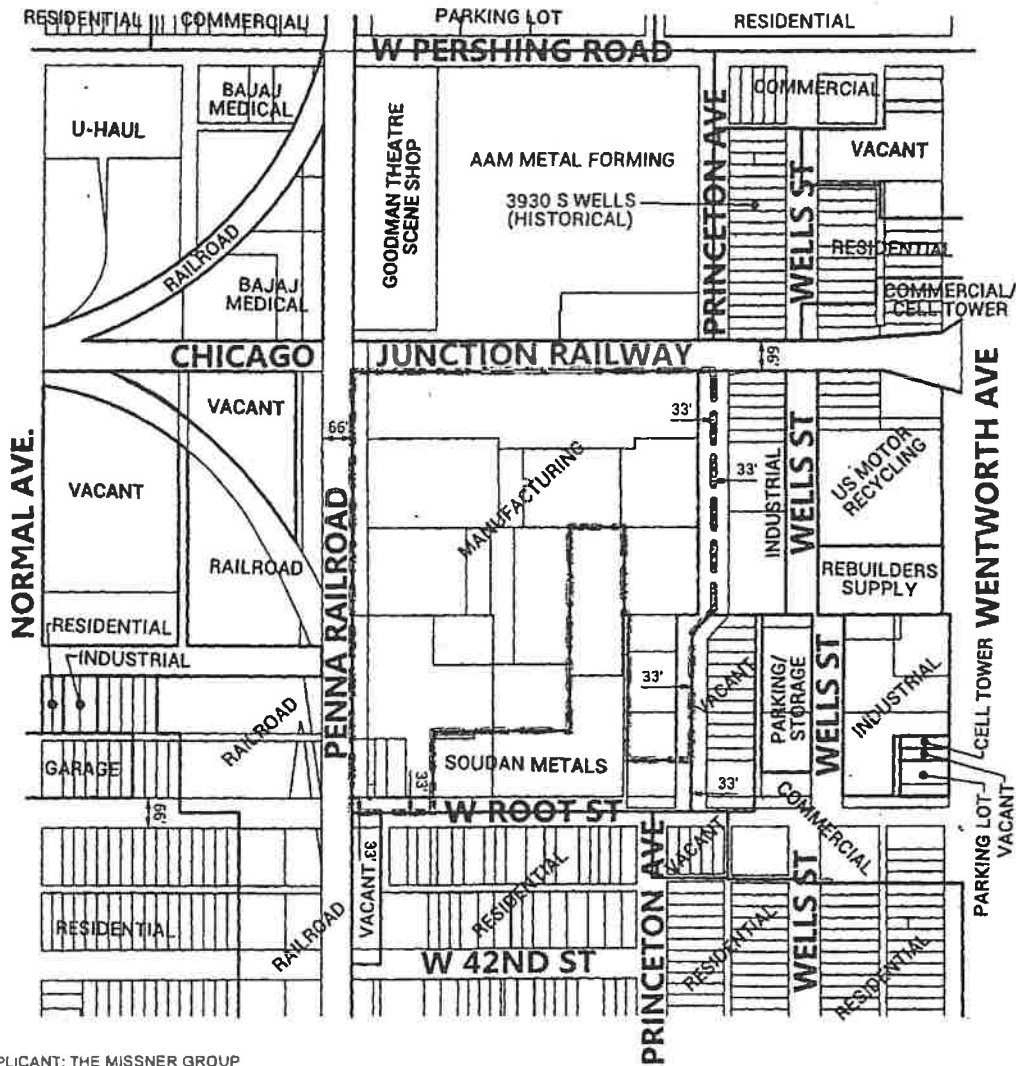 RESIDENTIAL
COMMERCIAL
PARKING LOT
RESIDENTIAL
W PERSHING ROAD
U-HAUL
BAJAJ
MEDICAL
GOODMAN THEATRE
SCENE SHOP
AAM METAL FORMING
3930 S WELLS
(HISTORICAL)
PRINCETON AVE
COMMERCIAL
WELLS ST
VACANT
RAILROAD
BAJAJ
MEDICAL
RESIDENTIAL
COMMERCIAL/
CELL TOWER
CHICAGO JUNCTION RAILWAY
66'
NORMAL AVE.
VACANT
VACANT
66'
33'
33'
MANUFACTURING
INDUSTRIAL
WELLS ST
US MOTOR
RECYCLING
WENTWORTH AVE
RAILROAD
PENNA RAILROAD
REBUILDERS
SUPPLY
RESIDENTIAL
INDUSTRIAL
33'
VACANT
PARKING/
STORAGE
WELLS ST
INDUSTRIAL
CELL TOWER
RAILROAD
GARAGE
SOUDAN METALS
33'
33'
COMMERCIAL
PARKING LOT
VACANT
66'
W ROOT ST
33'
VACANT
RESIDENTIAL
PRINCETON AVE
VACANT
WELLS ST
RESIDENTIAL
RAILROAD
W 42ND ST
RESIDENTIAL
RESIDENTIAL
PLICANT: THE MISSNER GROUP